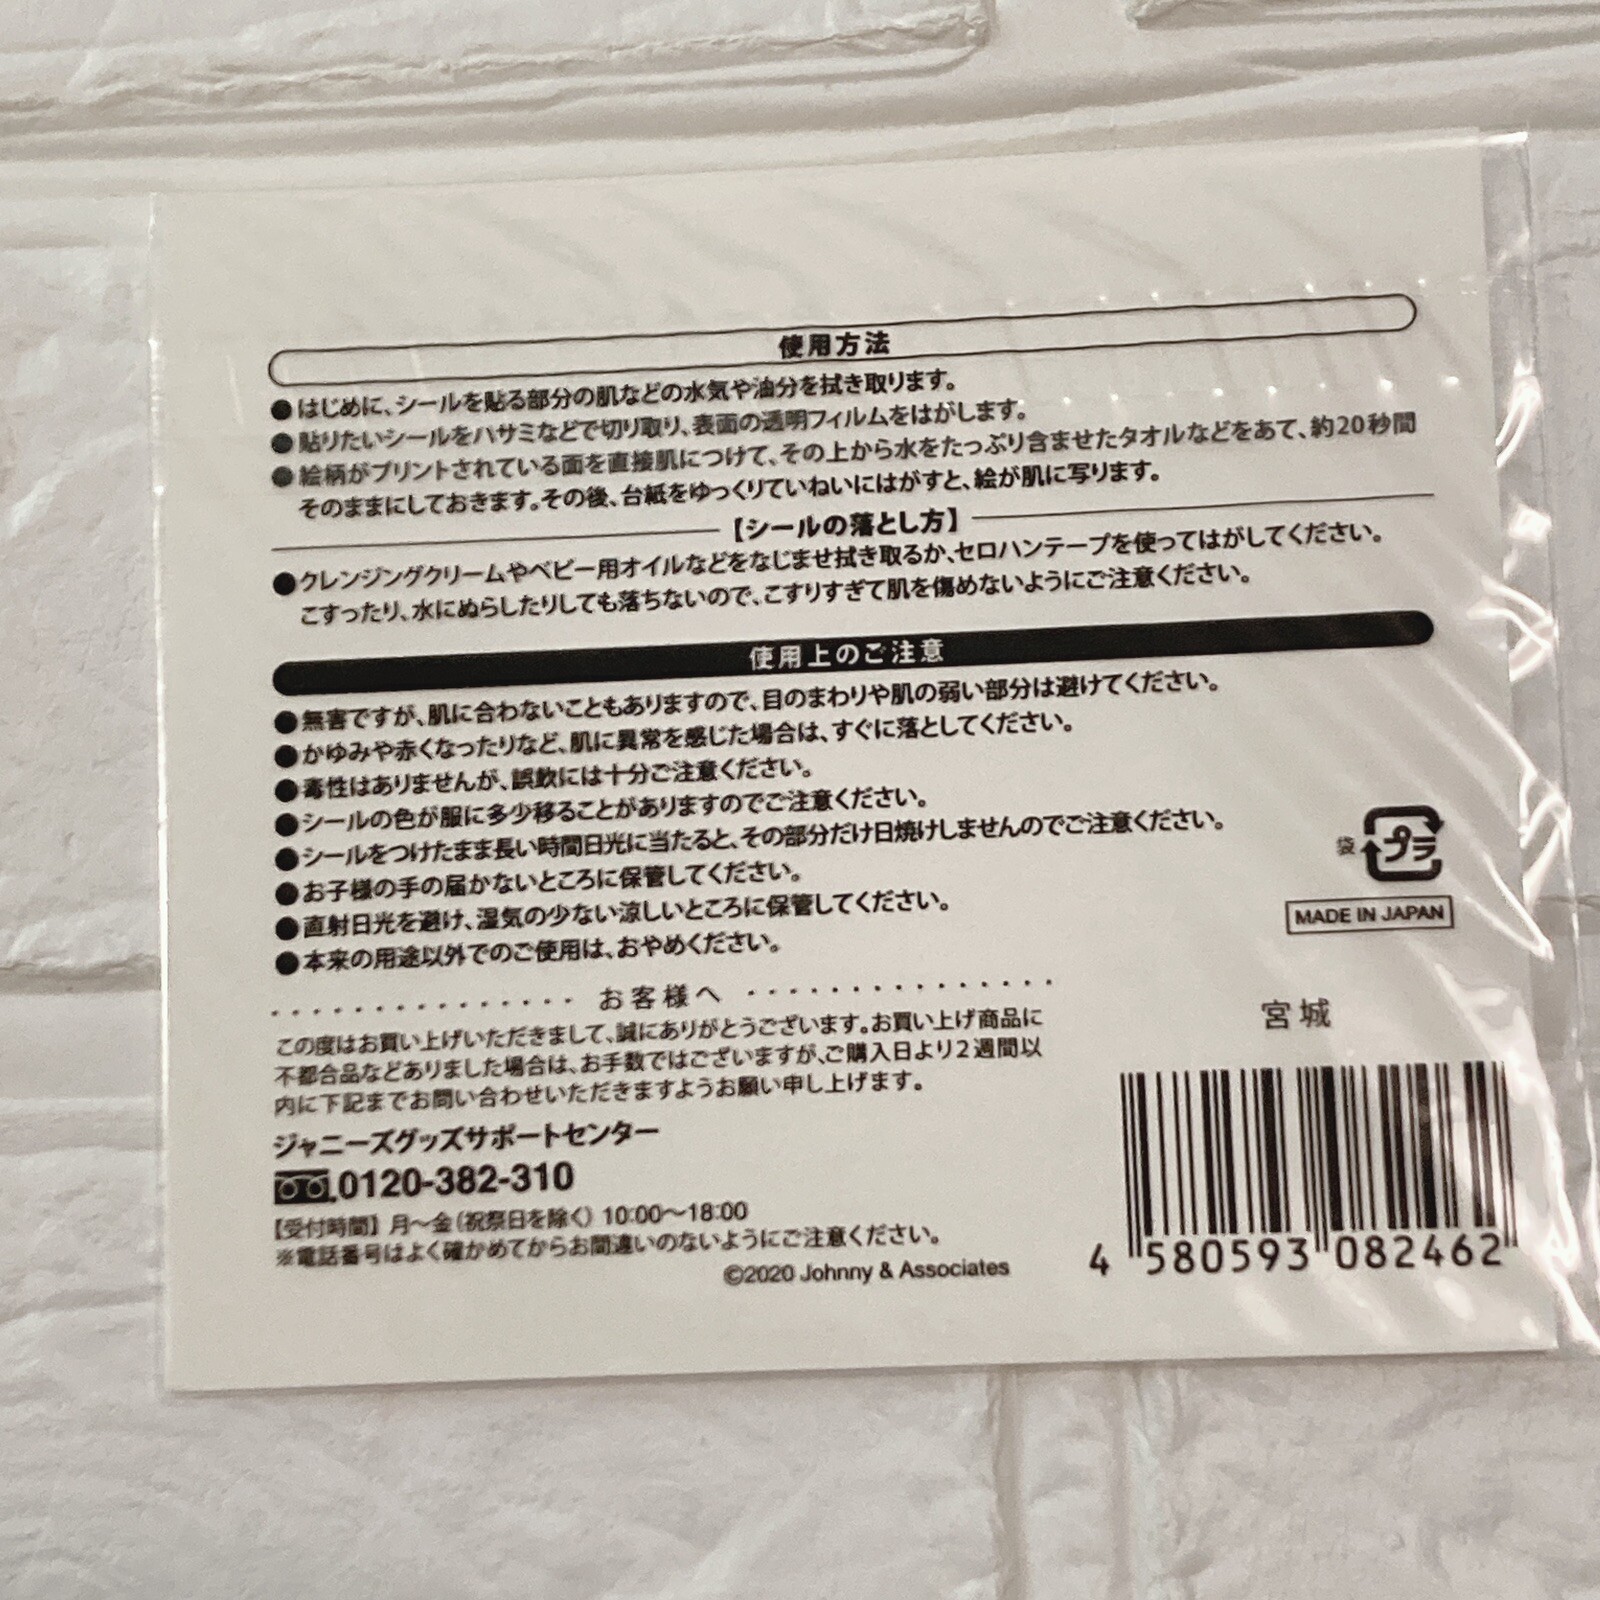 使用方法
●はじめに、シールを貼る部分の肌などの水気や油分を拭き取ります。
●貼りたいシールをハサミなどで切り取り、表面の透明フィルムをはがします。
●絵柄がプリントされている面を直接肌につけて、その上から水をたっぷり含ませたタオルなどをあて、約20秒間
そのままにしておきます。その後、台紙をゆっくりていねいにはがすと、絵が肌に写ります。
【シールの落とし方】
●クレンジングクリームやベビー用オイルなどをなじませ拭き取るか、セロハンテープを使ってはがしてください。
こすったり、水にぬらしたりしても落ちないので、こすりすぎて肌を傷めないようにご注意ください。
使用上のご注意
●無害ですが、肌に合わないこともありますので、目のまわりや肌の弱い部分は避けてください。
●かゆみや赤くなったりなど、肌に異常を感じた場合は、すぐに落としてください。
●毒性はありませんが、誤飲には十分ご注意ください。
●シールの色が服に多少移ることがありますのでご注意ください。
●シールをつけたまま長い時間日光に当たると、その部分だけ日焼けしませんのでご注意ください。
●お子様の手の届かないところに保管してください。
●直射日光を避け、湿気の少ない涼しいところに保管してください。
●本来の用途以外でのご使用は、おやめください。
袋 プラ
MADE IN JAPAN
お客様へ
この度はお買い上げいただきまして、誠にありがとうございます。お買い上げ商品に
不都合品などありました場合は、お手数ではございますが、ご購入日より2週間以
内に下記までお問い合わせいただきますようお願い申し上げます。
ジャニーズグッズサポートセンター
0120-382-310
【受付時間】月〜金(祝祭日を除く) 10:00〜18:00
※電話番号はよく確かめてからお間違いのないようにご注意ください。
©2020 Johnny & Associates
宮城
4 580593 082462